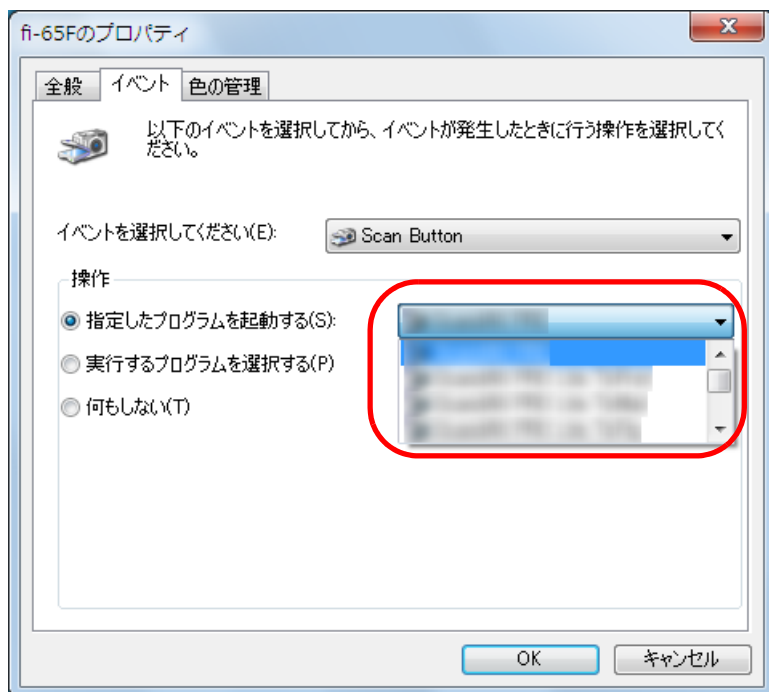 fi-65Fのプロパティ
全般 イベント 色の管理
以下のイベントを選択してから、イベントが発生したときに行う操作を選択してく
ださい。
イベントを選択してください(E): Scan Button
操作
指定したプログラムを起動する(S):
実行するプログラムを選択する(P)
何もしない(T)
OK キャンセル